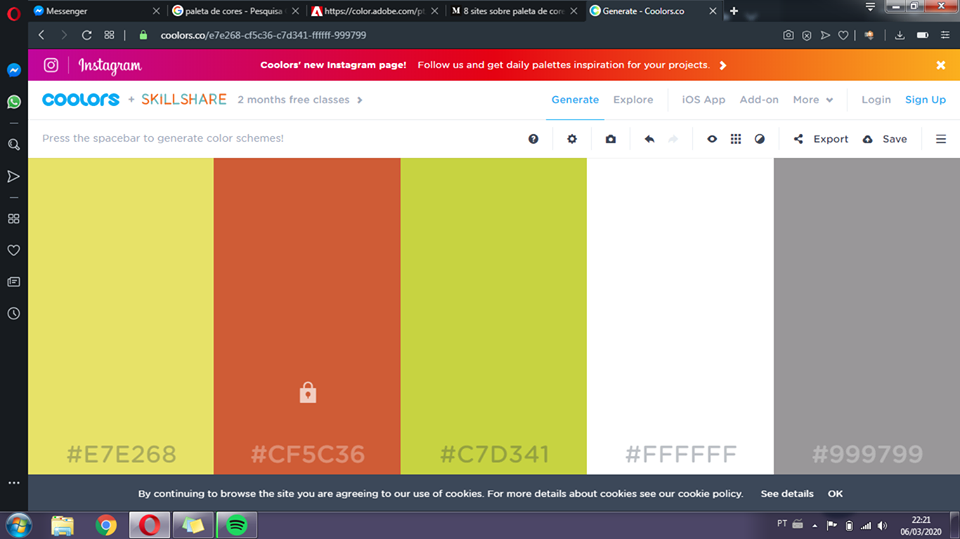 Messenger
paleta de cores - Pesquisa
https://color.adobe.com/pt
8 sites sobre paleta de core
Generate - Coolors.co
coolors.co/e7e268-cf5c36-c7d341-ffffff-999799
Instagram
Coolors' new Instagram page! Follow us and get daily palettes inspiration for your projects.
coolors + SKILLSHARE 2 months free classes
Generate Explore iOS App Add-on More Login Sign Up
Press the spacebar to generate color schemes!
Export Save
#E7E268 #CF5C36 #C7D341 #FFFFFF #999799
By continuing to browse the site you are agreeing to our use of cookies. For more details about cookies see our cookie policy. See details OK
PT
22:21
06/03/2020